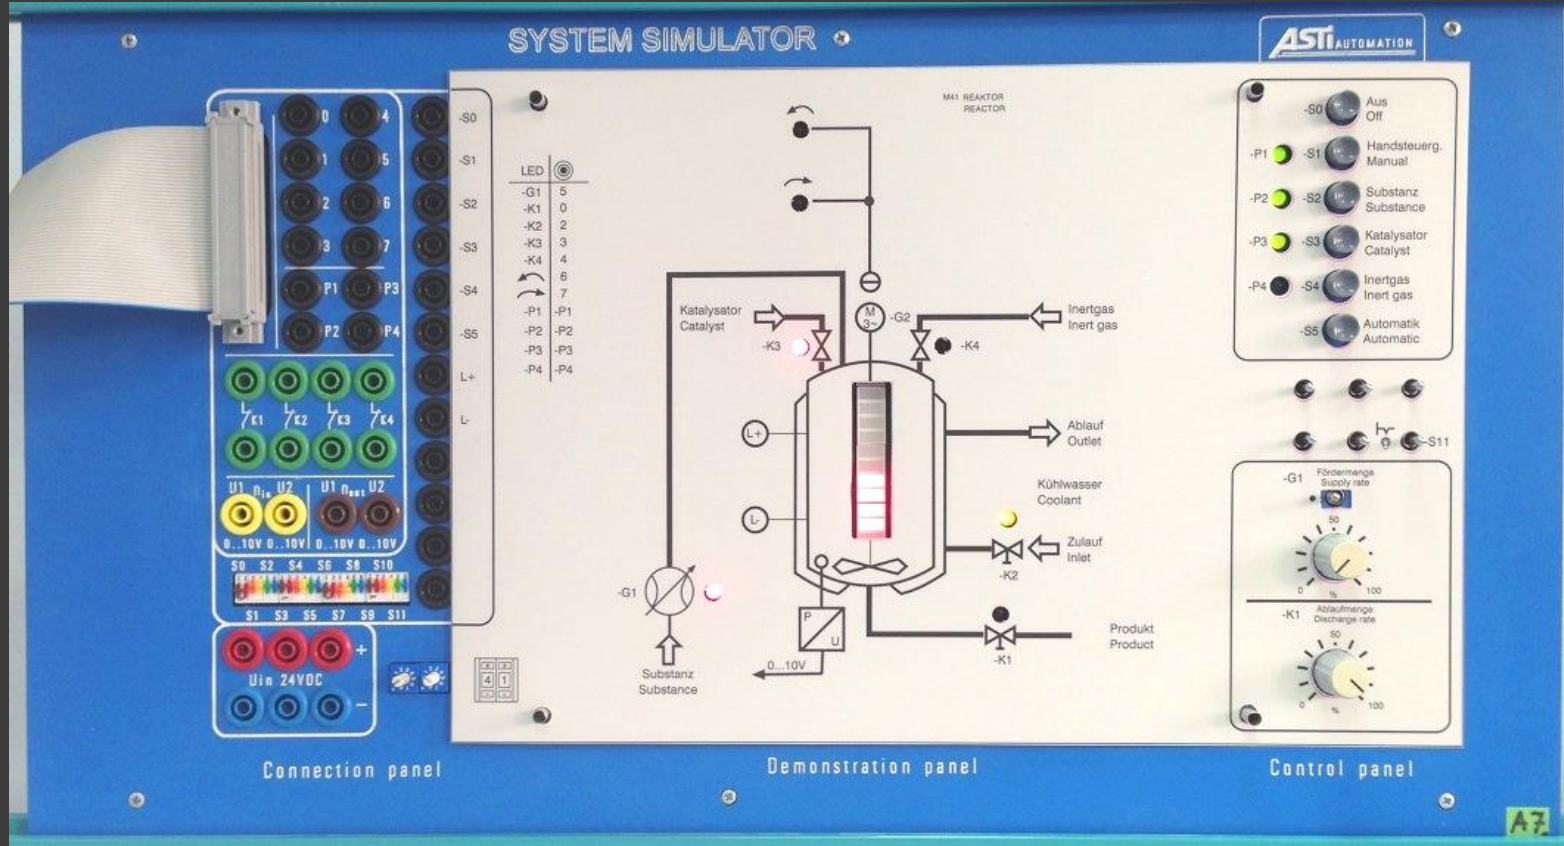 SYSTEM SIMULATOR
ASTi AUTOMATION
0 4
1 5
2 6
3 7
P1 P3
P2 P4
K1 K2 K3 K4
U1 nin U2 U1 nout U2
0..10V 0..10V 0..10V 0..10V
S0 S2 S4 S6 S8 S10
S1 S3 S5 S7 S9 S11
+
Uin 24VDC
−
Connection panel
-S0
-S1
-S2
-S3
-S4
-S5
L+
L-
LED
-G1 5
-K1 0
-K2 2
-K3 3
-K4 4
6
7
-P1 -P1
-P2 -P2
-P3 -P3
-P4 -P4
M41 REAKTOR
REACTOR
M
3~
-G2
Katalysator
Catalyst
-K3
Inertgas
Inert gas
-K4
L+
L-
Ablauf
Outlet
Kühlwasser
Coolant
Zulauf
Inlet
-K2
-G1
Substanz
Substance
P
U
0...10V
-K1
Produkt
Product
4 1
Demonstration panel
-S0 Aus
Off
-P1 -S1 Handsteuerg.
Manual
-P2 -S2 Substanz
Substance
-P3 -S3 Katalysator
Catalyst
-P4 -S4 Inertgas
Inert gas
-S5 Automatik
Automatic
-S11
-G1 Fördermenge
Supply rate
50
0 % 100
-K1 Ablaufmenge
Discharge rate
50
0 % 100
Control panel
A7